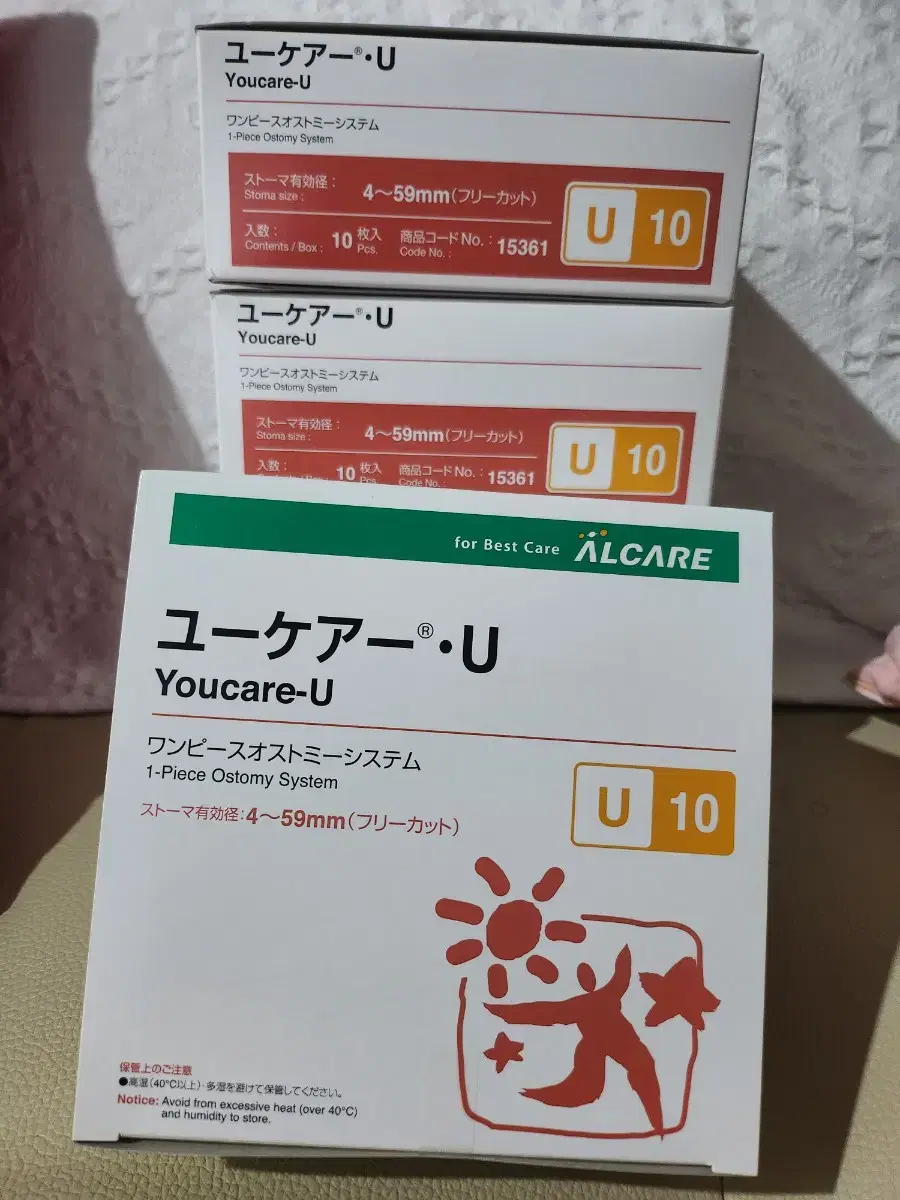 ユーケアー®・U
Youcare-U
ワンピースオストミーシステム
1-Piece Ostomy System
ストーマ有効径：
Stoma size :
4～59mm(フリーカット)
入数：
Contents / Box :
10 枚入
Pcs.
商品コードNo.：
Code No. :
15361
U 10
ユーケアー®・U
Youcare-U
ワンピースオストミーシステム
1-Piece Ostomy System
ストーマ有効径：
Stoma size :
4～59mm(フリーカット)
入数：
10 枚入
Pcs.
商品コードNo.：
Code No. :
15361
U 10
for Best Care ALCARE
ユーケアー®・U
Youcare-U
ワンピースオストミーシステム
1-Piece Ostomy System
ストーマ有効径：4～59mm(フリーカット)
U 10
保管上のご注意
●高温(40℃以上)・多湿を避けて保管してください。
Notice: Avoid from excessive heat (over 40°C)
and humidity to store.